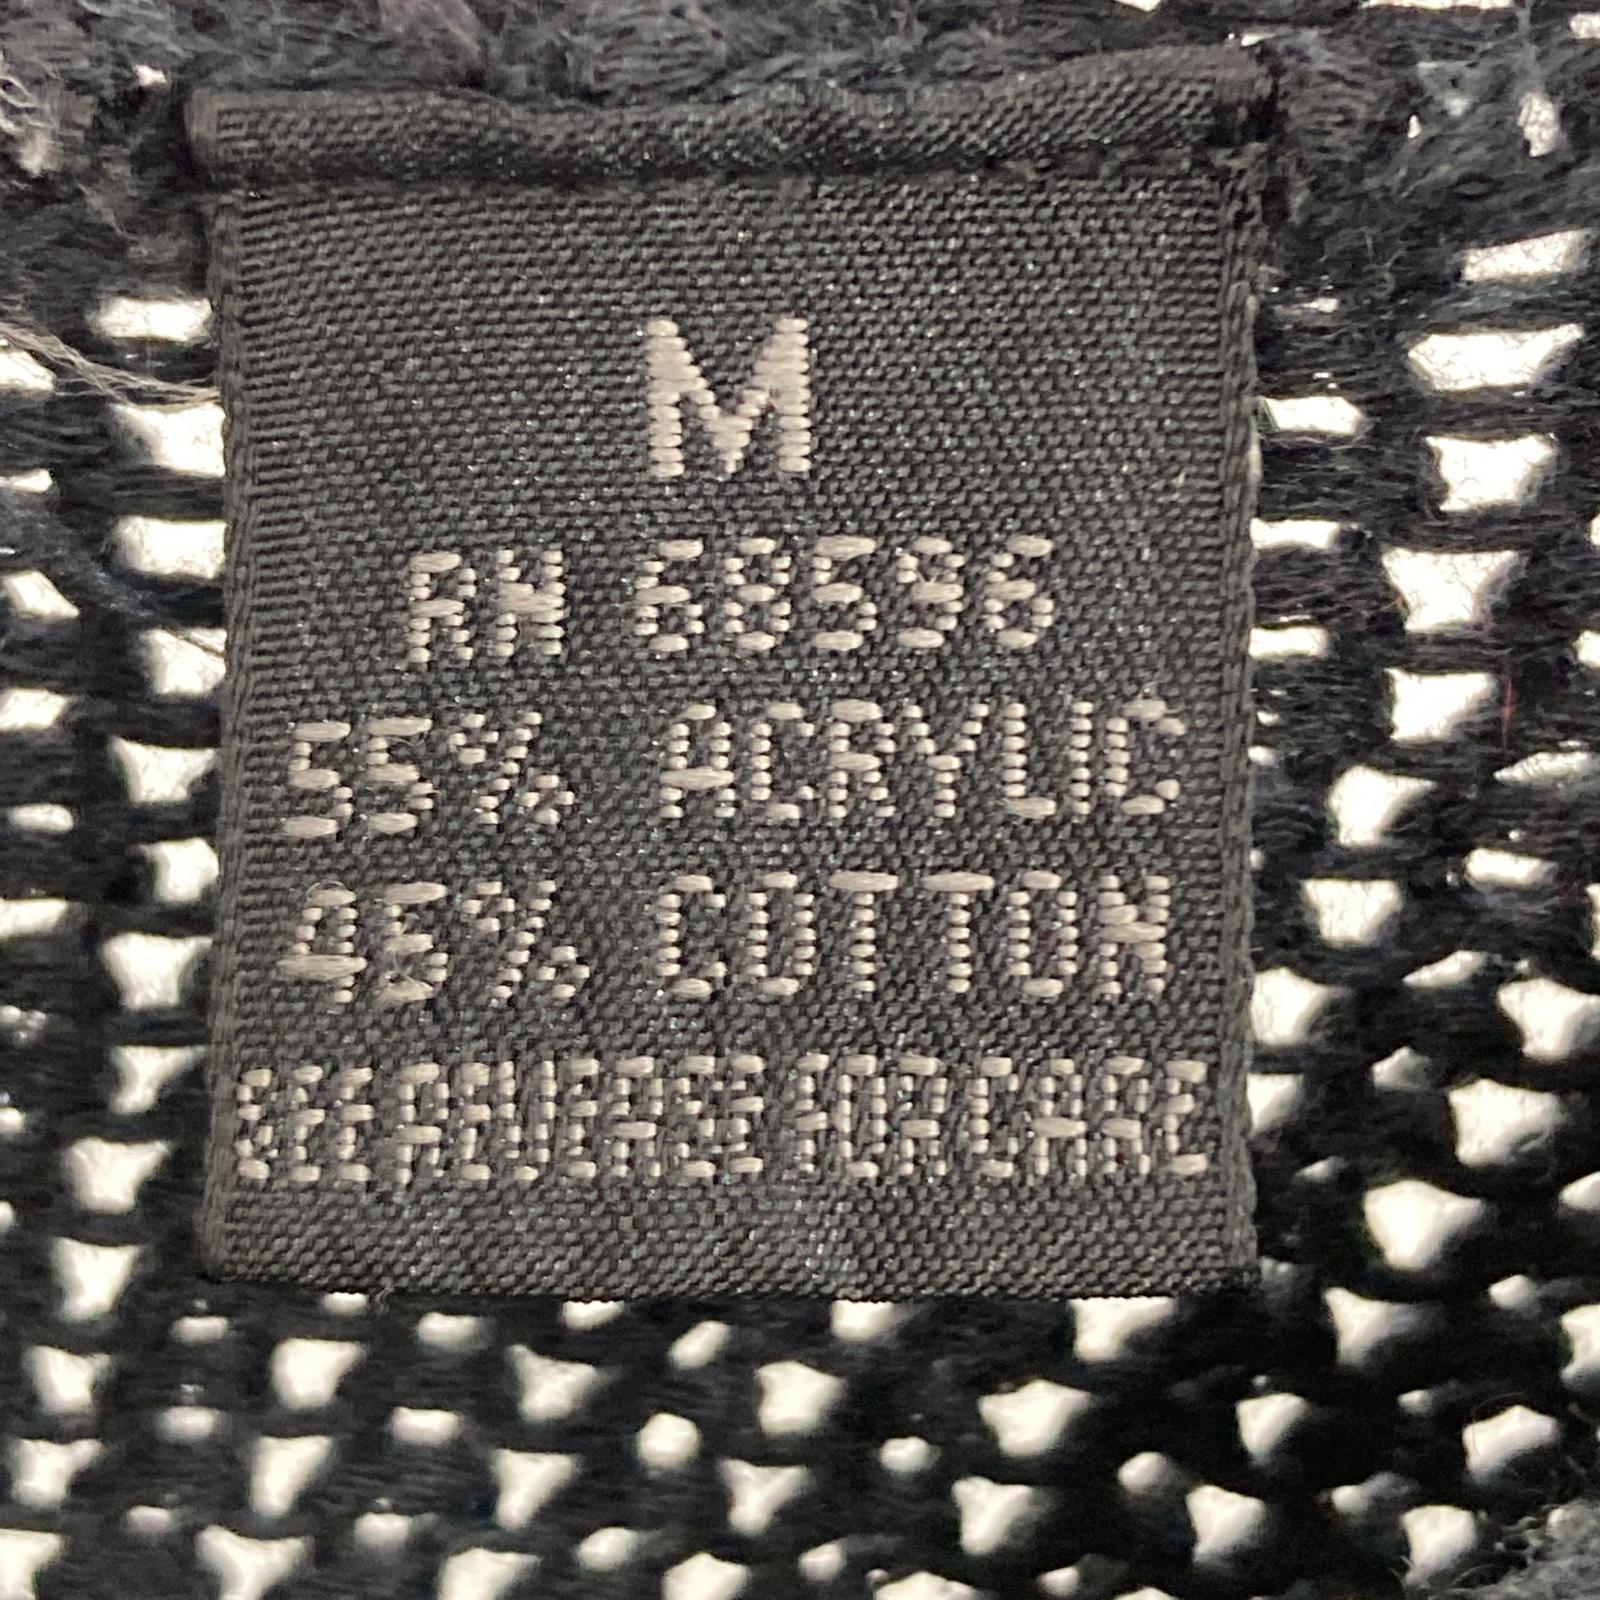 M
RN 68596
55% ACRYLIC
45% COTTON
SEE REVERSE FOR CARE